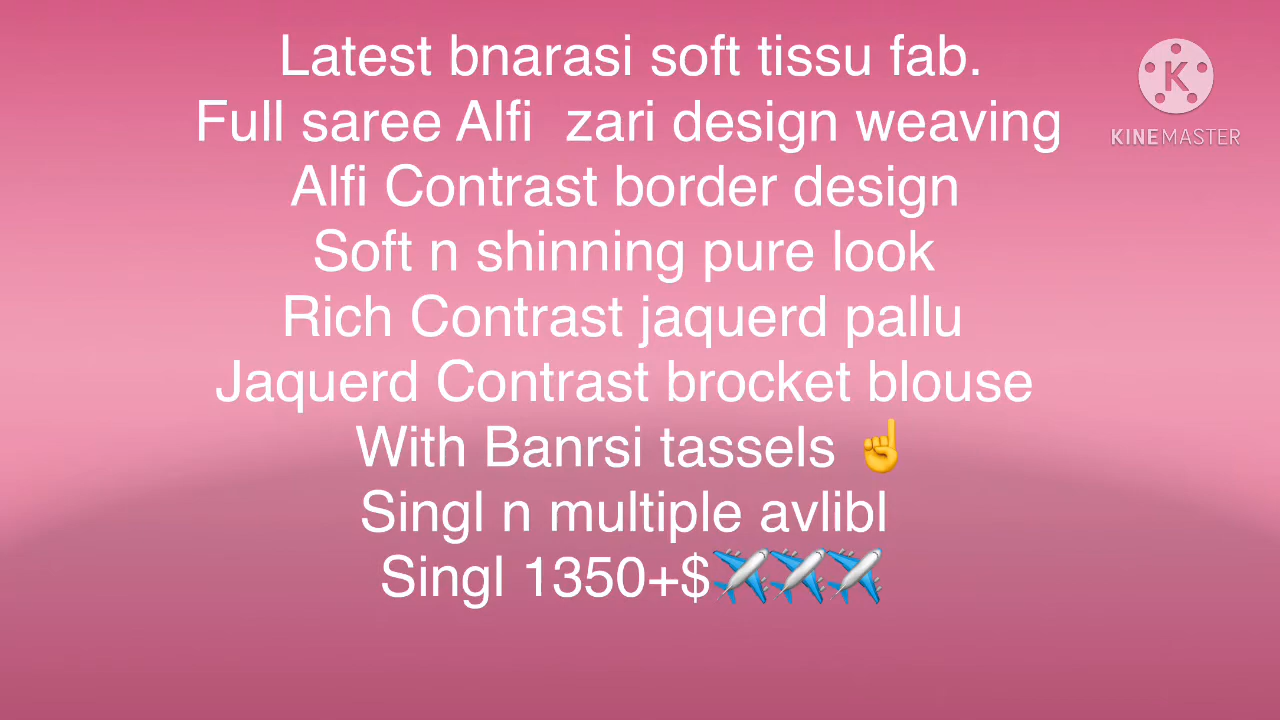 Latest bnarasi soft tissu fab.
Full saree Alfi  zari design weaving
Alfi Contrast border design
Soft n shinning pure look
Rich Contrast jaquerd pallu
Jaquerd Contrast brocket blouse
With Banrsi tassels ☝️
Singl n multiple avlibl
Singl 1350+$✈️✈️✈️
K
KINEMASTER